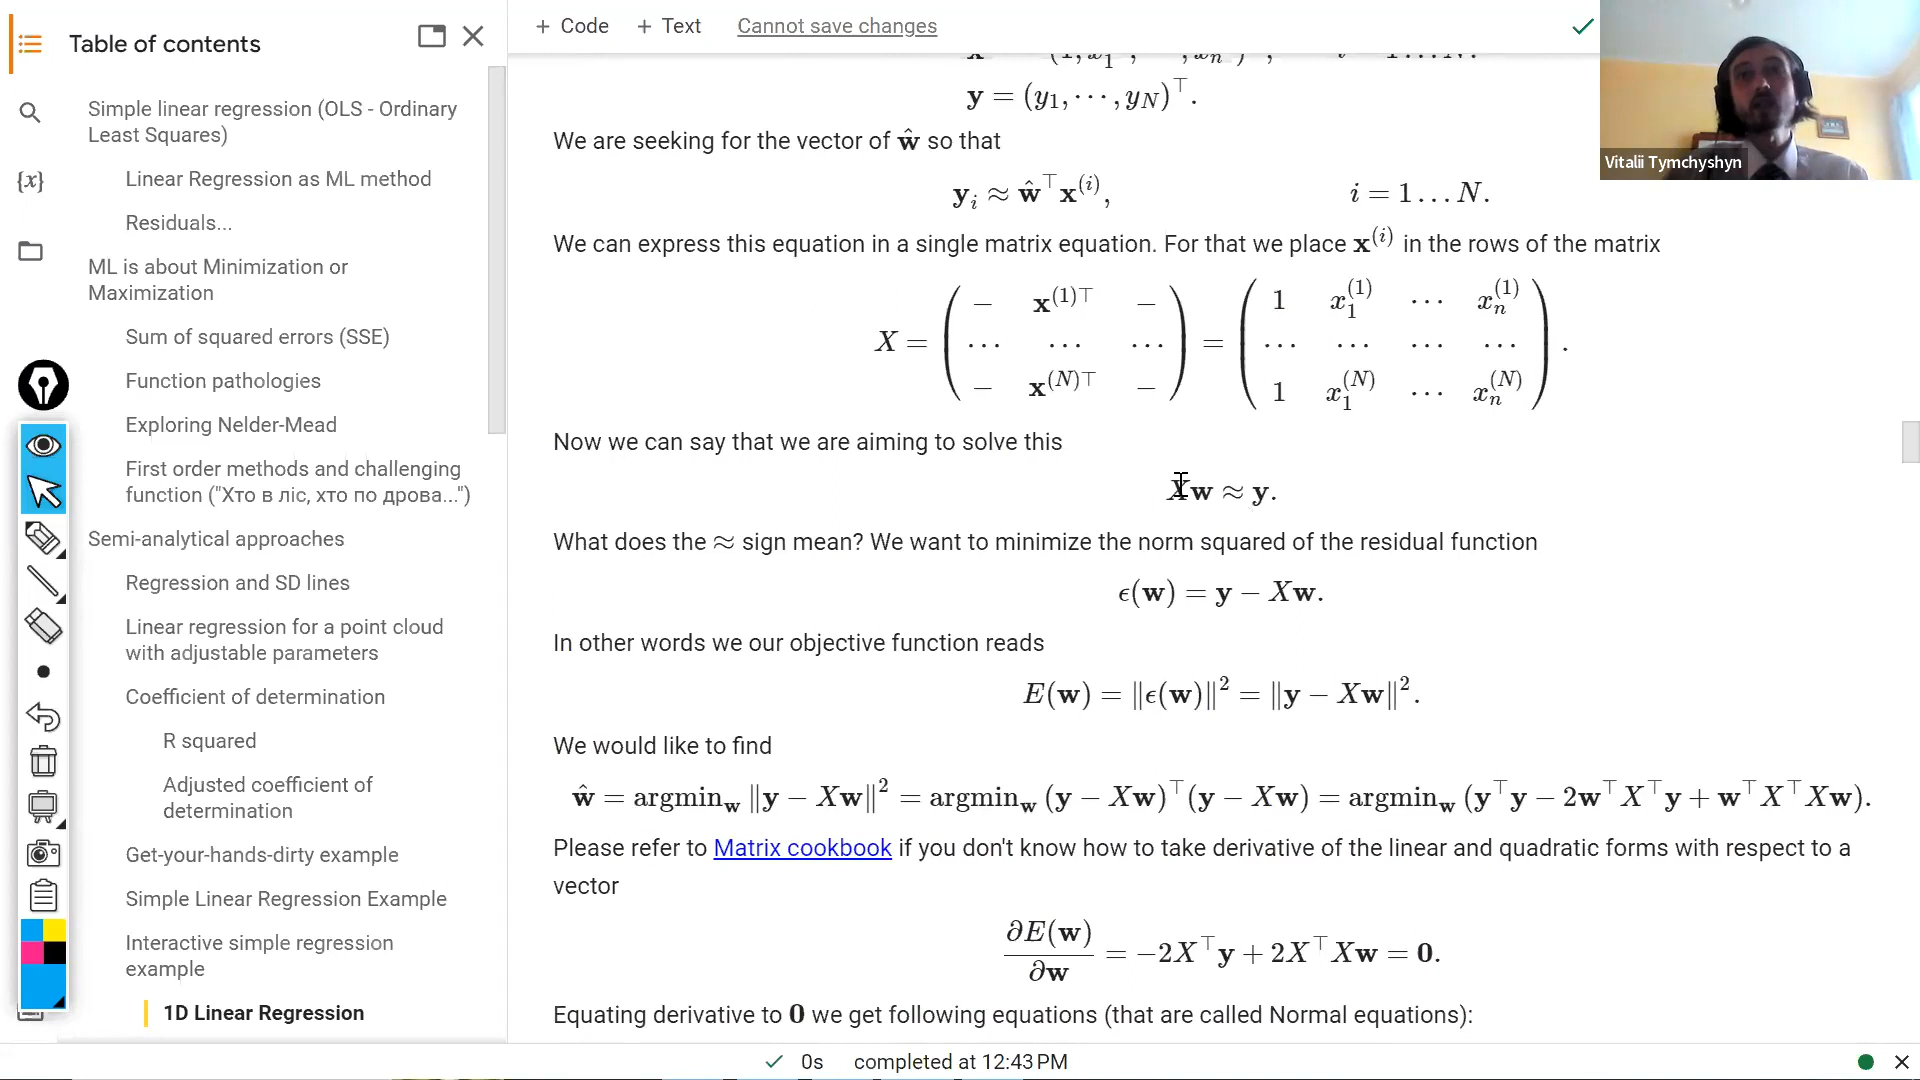 Table of contents
Simple linear regression (OLS - Ordinary
Least Squares)
Linear Regression as ML method
Residuals...
ML is about Minimization or
Maximization
Sum of squared errors (SSE)
Function pathologies
Exploring Nelder-Mead
First order methods and challenging
function ("Хто в ліс, хто по дрова...")
Semi-analytical approaches
Regression and SD lines
Linear regression for a point cloud
with adjustable parameters
Coefficient of determination
R squared
Adjusted coefficient of
determination
Get-your-hands-dirty example
Simple Linear Regression Example
Interactive simple regression
example
1D Linear Regression
{x}
+ Code + Text Cannot save changes
y = (y₁, ⋯, y_N)^⊤.
We are seeking for the vector of ŵ so that
y_i ≈ ŵ^⊤ x^(i), i = 1 … N.
We can express this equation in a single matrix equation. For that we place x^(i) in the rows of the matrix
X = ( − x^(1)⊤ − ; ⋯ ⋯ ⋯ ; − x^(N)⊤ − ) = ( 1 x_1^(1) ⋯ x_n^(1) ; ⋯ ⋯ ⋯ ⋯ ; 1 x_1^(N) ⋯ x_n^(N) ) .
Now we can say that we are aiming to solve this
Xw ≈ y.
What does the ≈ sign mean? We want to minimize the norm squared of the residual function
ϵ(w) = y − Xw.
In other words we our objective function reads
E(w) = ‖ϵ(w)‖² = ‖y − Xw‖².
We would like to find
ŵ = argmin_w ‖y − Xw‖² = argmin_w (y − Xw)^⊤(y − Xw) = argmin_w (y^⊤y − 2w^⊤X^⊤y + w^⊤X^⊤Xw).
Please refer to Matrix cookbook if you don't know how to take derivative of the linear and quadratic forms with respect to a
vector
∂E(w)/∂w = −2X^⊤y + 2X^⊤Xw = 0.
Equating derivative to 0 we get following equations (that are called Normal equations):
0s completed at 12:43 PM
Vitalii Tymchyshyn